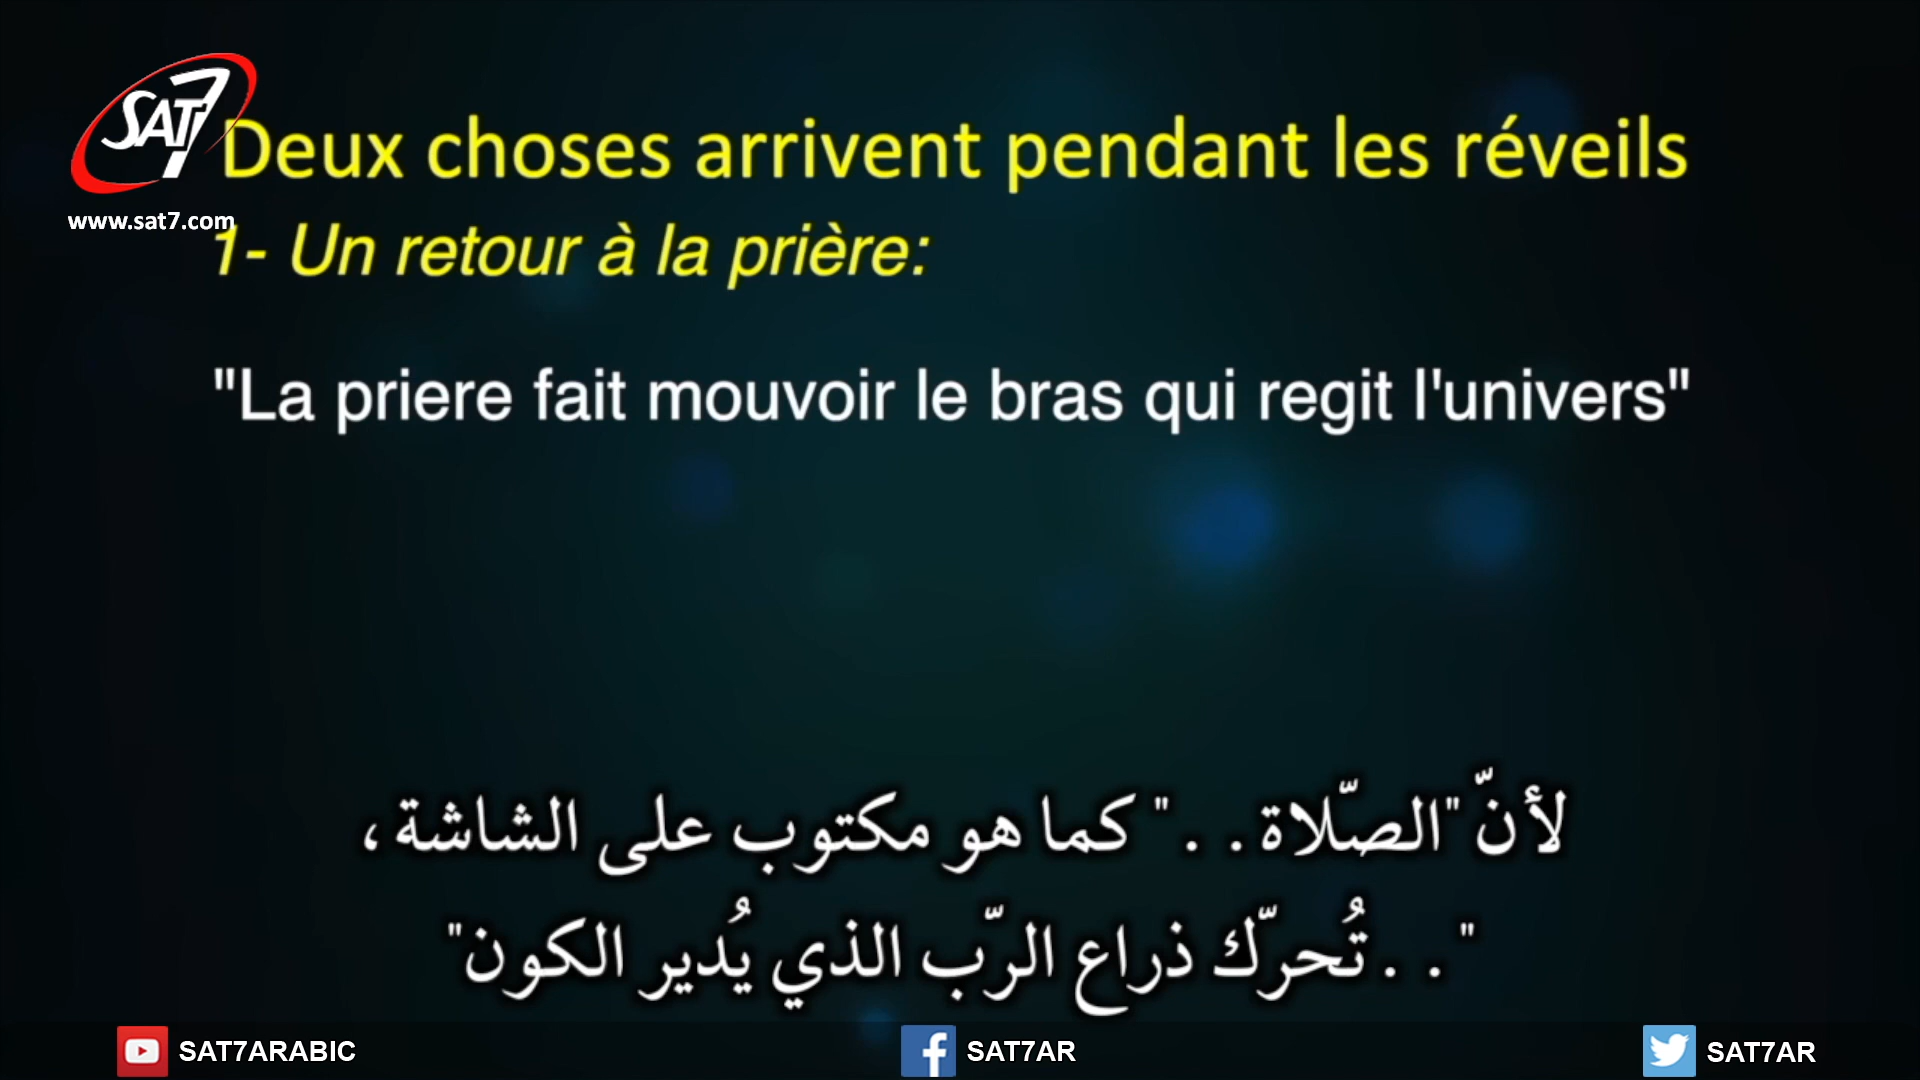 SAT7
www.sat7.com
Deux choses arrivent pendant les réveils
1- Un retour à la prière:
"La priere fait mouvoir le bras qui regit l'univers"
لأنّ "الصّلاة . ." كما هو مكتوب على الشاشة،
". . تُحرّك ذراع الرّب الذي يُدير الكون"
SAT7ARABIC
SAT7AR
SAT7AR